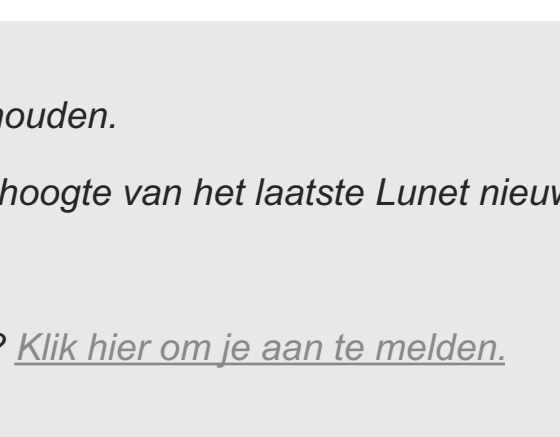 houden.
hoogte van het laatste Lunet nieuw
? Klik hier om je aan te melden.